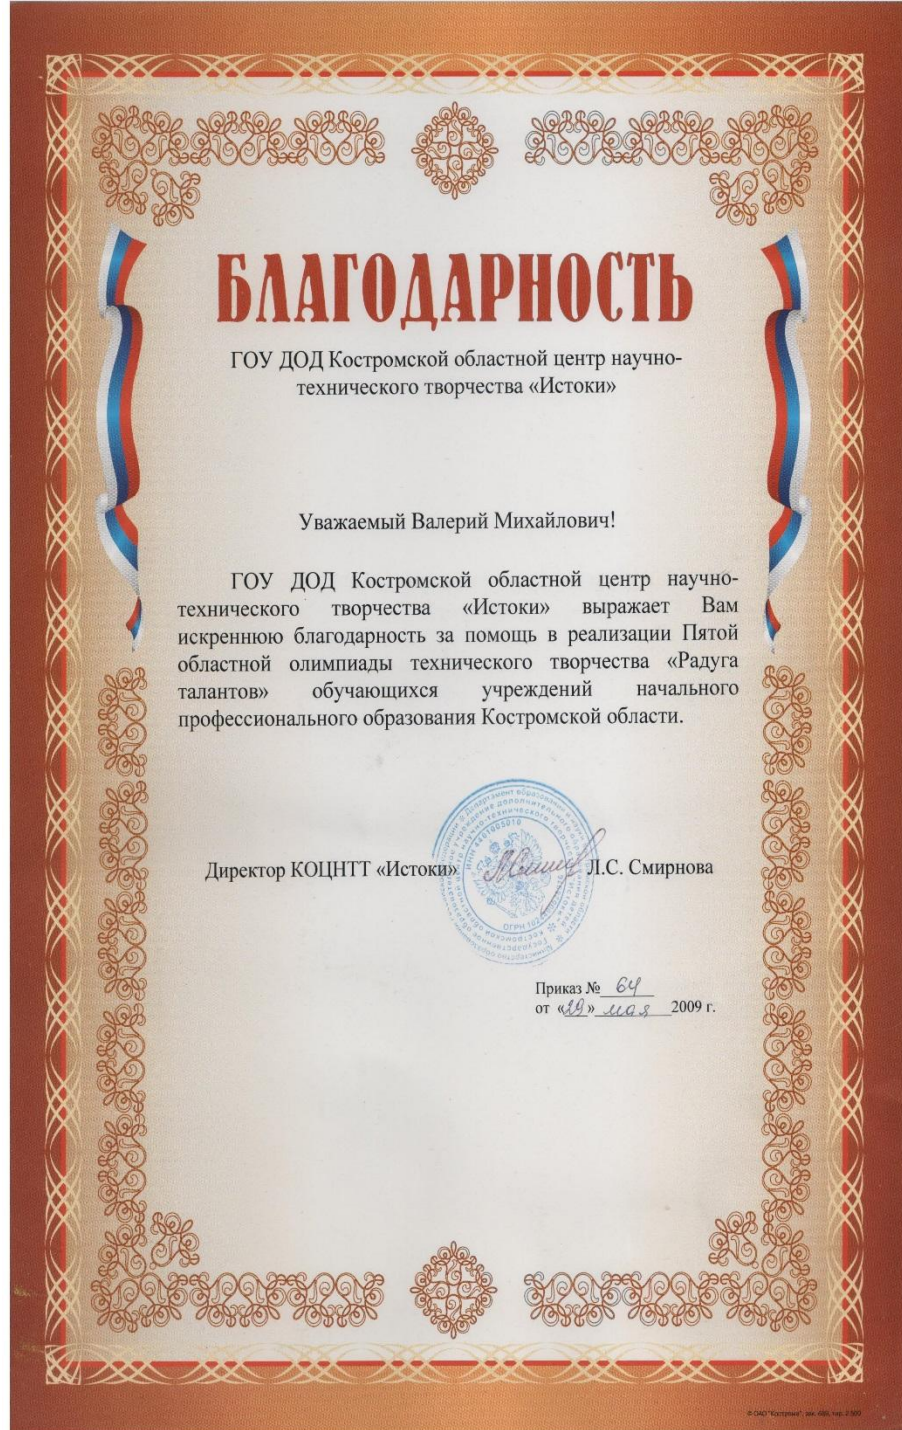 БЛАГОДАРНОСТЬ
ГОУ ДОД Костромской областной центр научно-
технического творчества «Истоки»
Уважаемый Валерий Михайлович!
ГОУ ДОД Костромской областной центр научно-
технического творчества «Истоки» выражает Вам
искреннюю благодарность за помощь в реализации Пятой
областной олимпиады технического творчества «Радуга
талантов» обучающихся учреждений начального
профессионального образования Костромской области.
Директор КОЦНТТ «Истоки» Л.С. Смирнова
Приказ № 64
от «29» мая 2009 г.